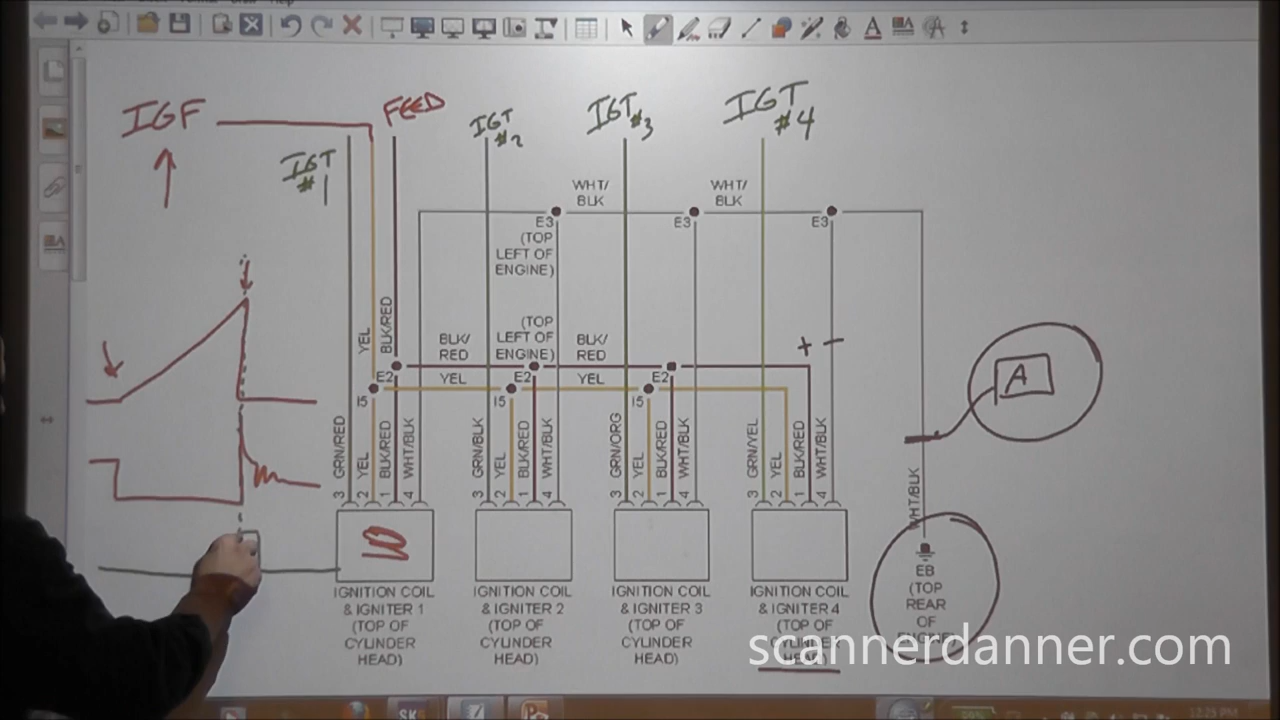 IGF
FEED
IGT
#1
IGT
#2
IGT
#3
IGT
#4
WHT/
BLK
WHT/
BLK
E3
E3
E3
(TOP
LEFT OF
ENGINE)
(TOP
LEFT OF
ENGINE)
YEL
BLK/RED
BLK/
RED
BLK/
RED
+ −
A
E2
E2
E2
YEL
YEL
I5
I5
I5
GRN/RED
YEL
BLK/RED
WHT/BLK
GRN/BLK
YEL
BLK/RED
WHT/BLK
GRN/ORG
YEL
BLK/RED
WHT/BLK
GRN/YEL
YEL
BLK/RED
WHT/BLK
WHT/BLK
3 2 1 4
3 2 1 4
3 2 1 4
3 2 1 4
IGNITION COIL
& IGNITER 1
(TOP OF
CYLINDER
HEAD)
IGNITION COIL
& IGNITER 2
(TOP OF
CYLINDER
HEAD)
IGNITION COIL
& IGNITER 3
(TOP OF
CYLINDER
HEAD)
IGNITION COIL
& IGNITER 4
(TOP OF
CYLINDER
HEAD)
EB
(TOP
REAR
OF
ENGINE)
scannerdanner.com